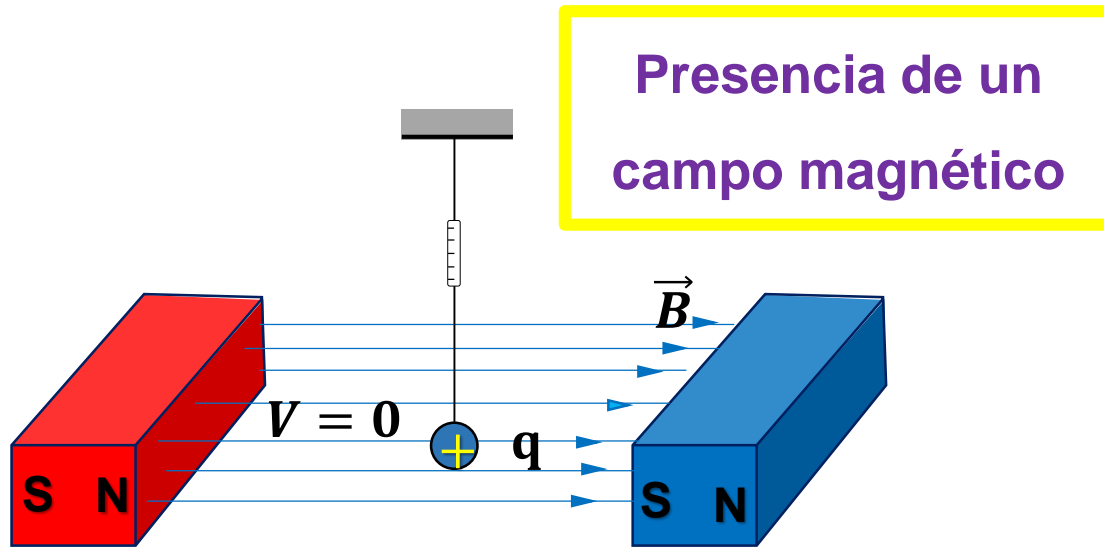 Presencia de un
campo magnético
B⃗
V = 0
+
q
S N
S N